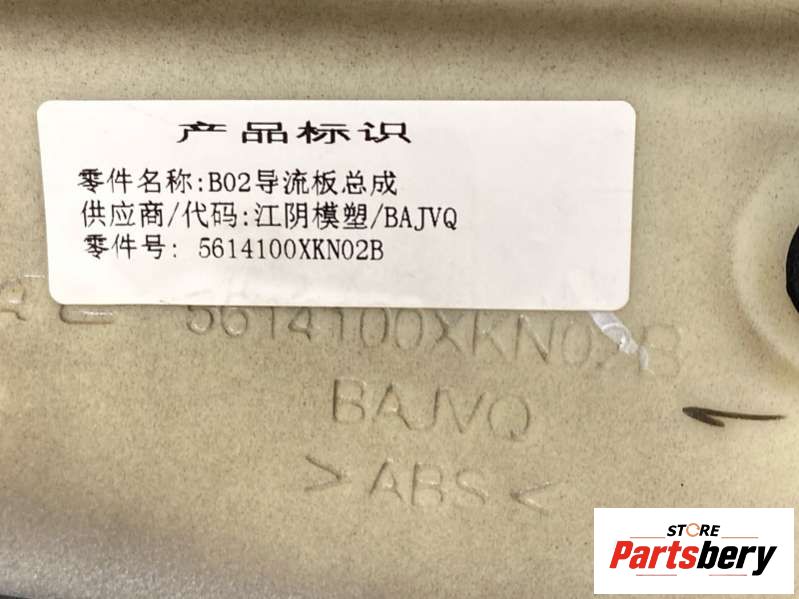 产品标识
零件名称:B02导流板总成
供应商/代码:江阴模塑/BAJVQ
零件号: 5614100XKN02B
5614100XKN02B
BAJVQ
>ABS<
STORE
Partsbery